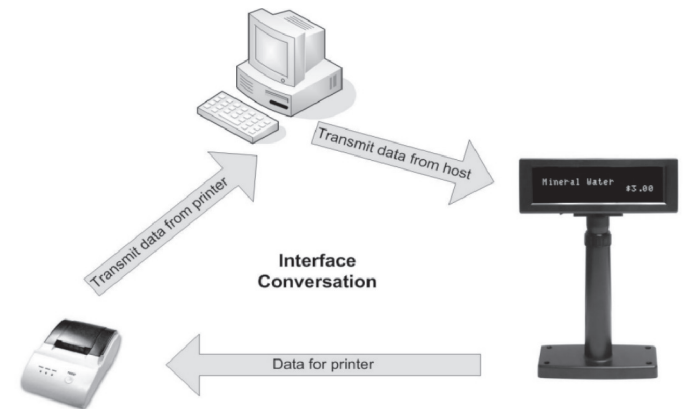 Transmit data from host
Mineral Water
$3.00
Transmit data from printer
Interface
Conversation
Data for printer